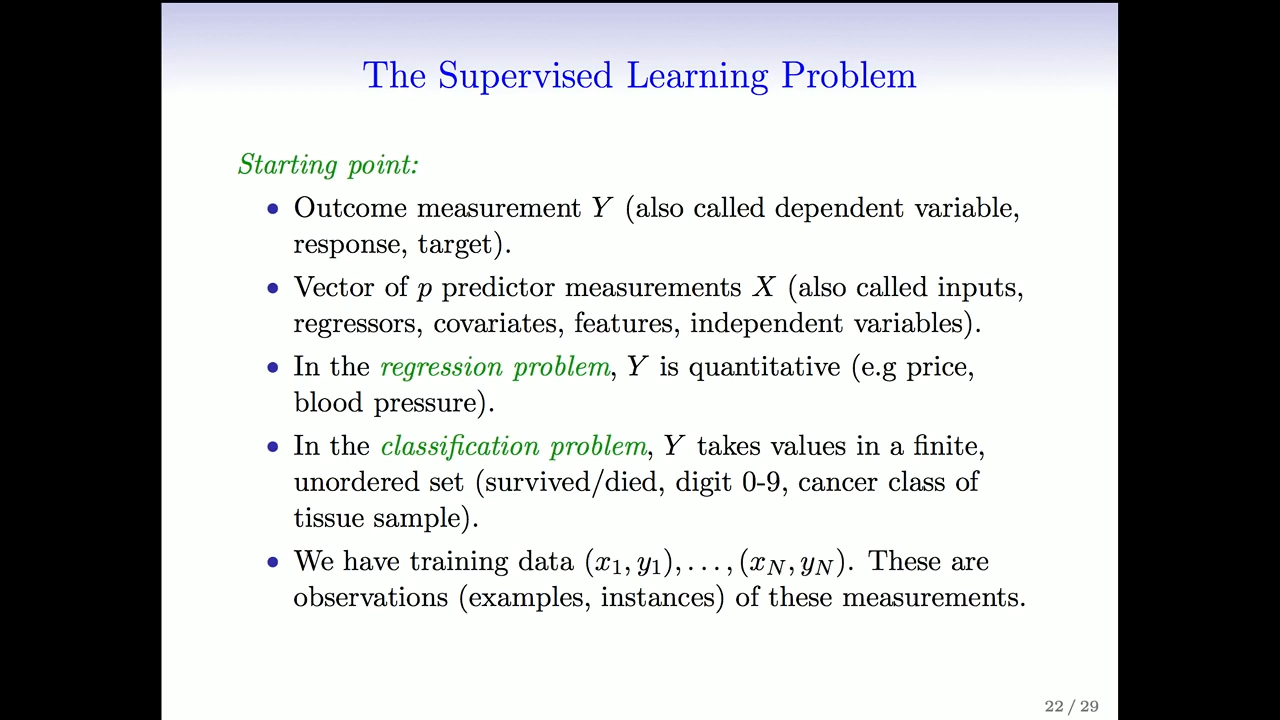 The Supervised Learning Problem
Starting point:
• Outcome measurement Y (also called dependent variable,
response, target).
• Vector of p predictor measurements X (also called inputs,
regressors, covariates, features, independent variables).
• In the regression problem, Y is quantitative (e.g price,
blood pressure).
• In the classification problem, Y takes values in a finite,
unordered set (survived/died, digit 0-9, cancer class of
tissue sample).
• We have training data (x₁, y₁), . . . , (x_N, y_N). These are
observations (examples, instances) of these measurements.
22 / 29